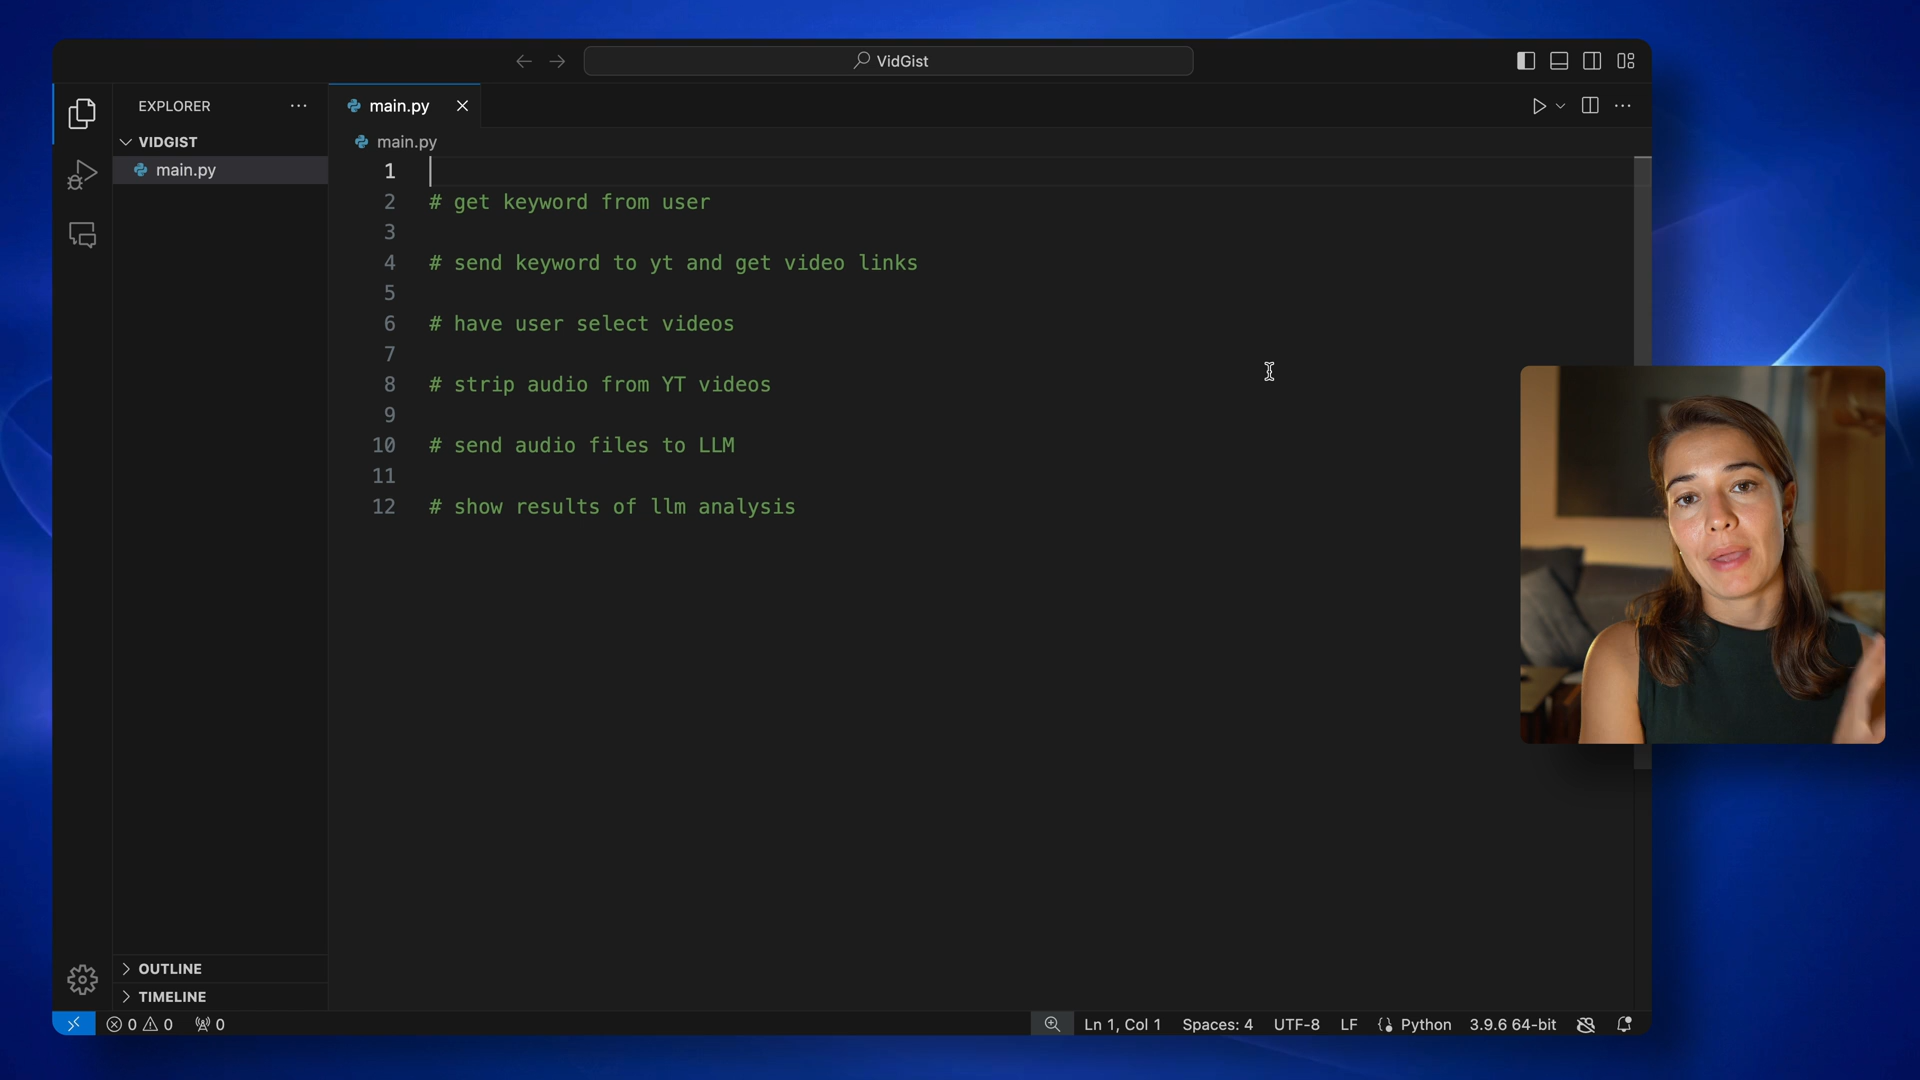 VidGist
EXPLORER
main.py
VIDGIST
main.py
main.py
1
2 # get keyword from user
3
4 # send keyword to yt and get video links
5
6 # have user select videos
7
8 # strip audio from YT videos
9
10 # send audio files to LLM
11
12 # show results of llm analysis
OUTLINE
TIMELINE
0 0 0 Ln 1, Col 1 Spaces: 4 UTF-8 LF Python 3.9.6 64-bit